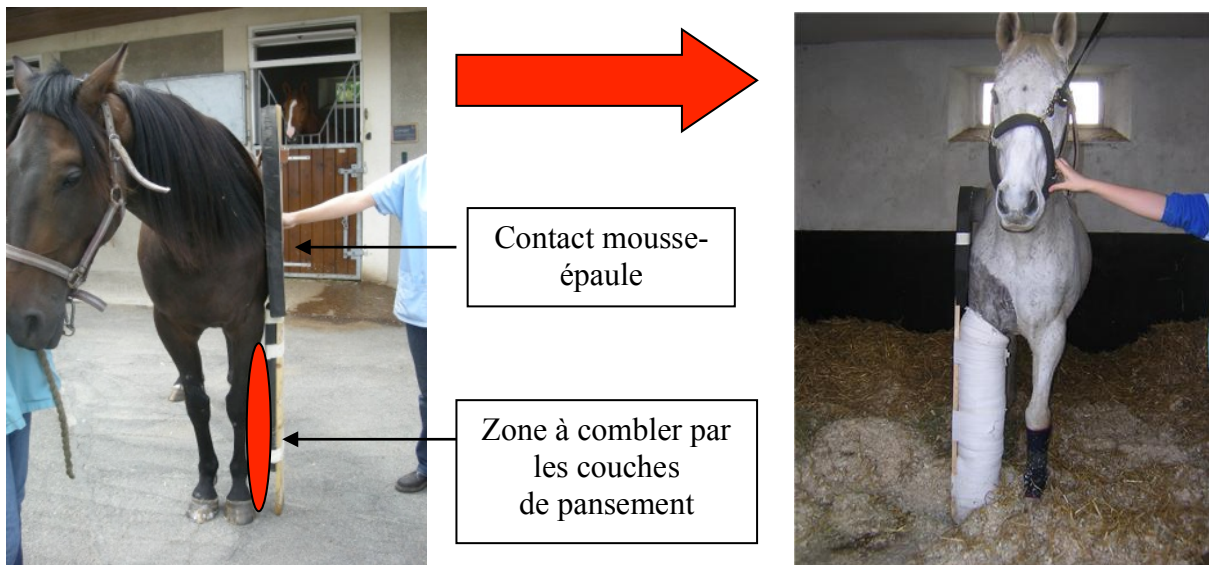 Contact mousse-
épaule
Zone à combler par
les couches
de pansement